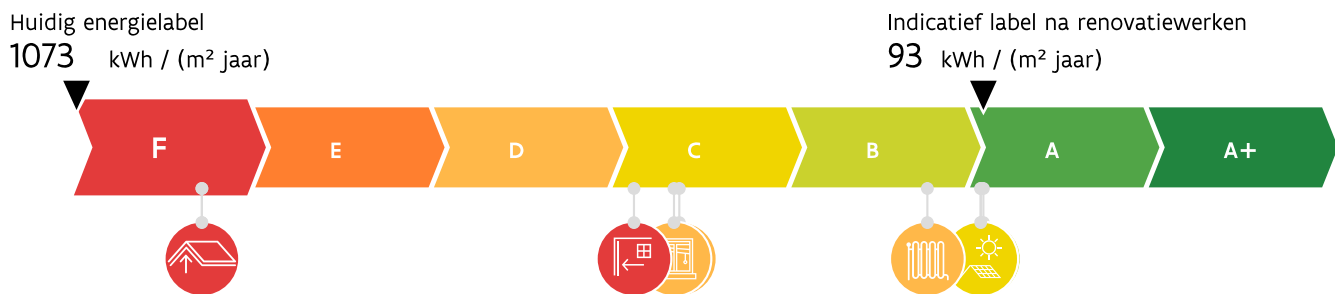 Huidig energielabel
1073 kWh / (m² jaar)
Indicatief label na renovatiewerken
93 kWh / (m² jaar)
F E D C B A A+